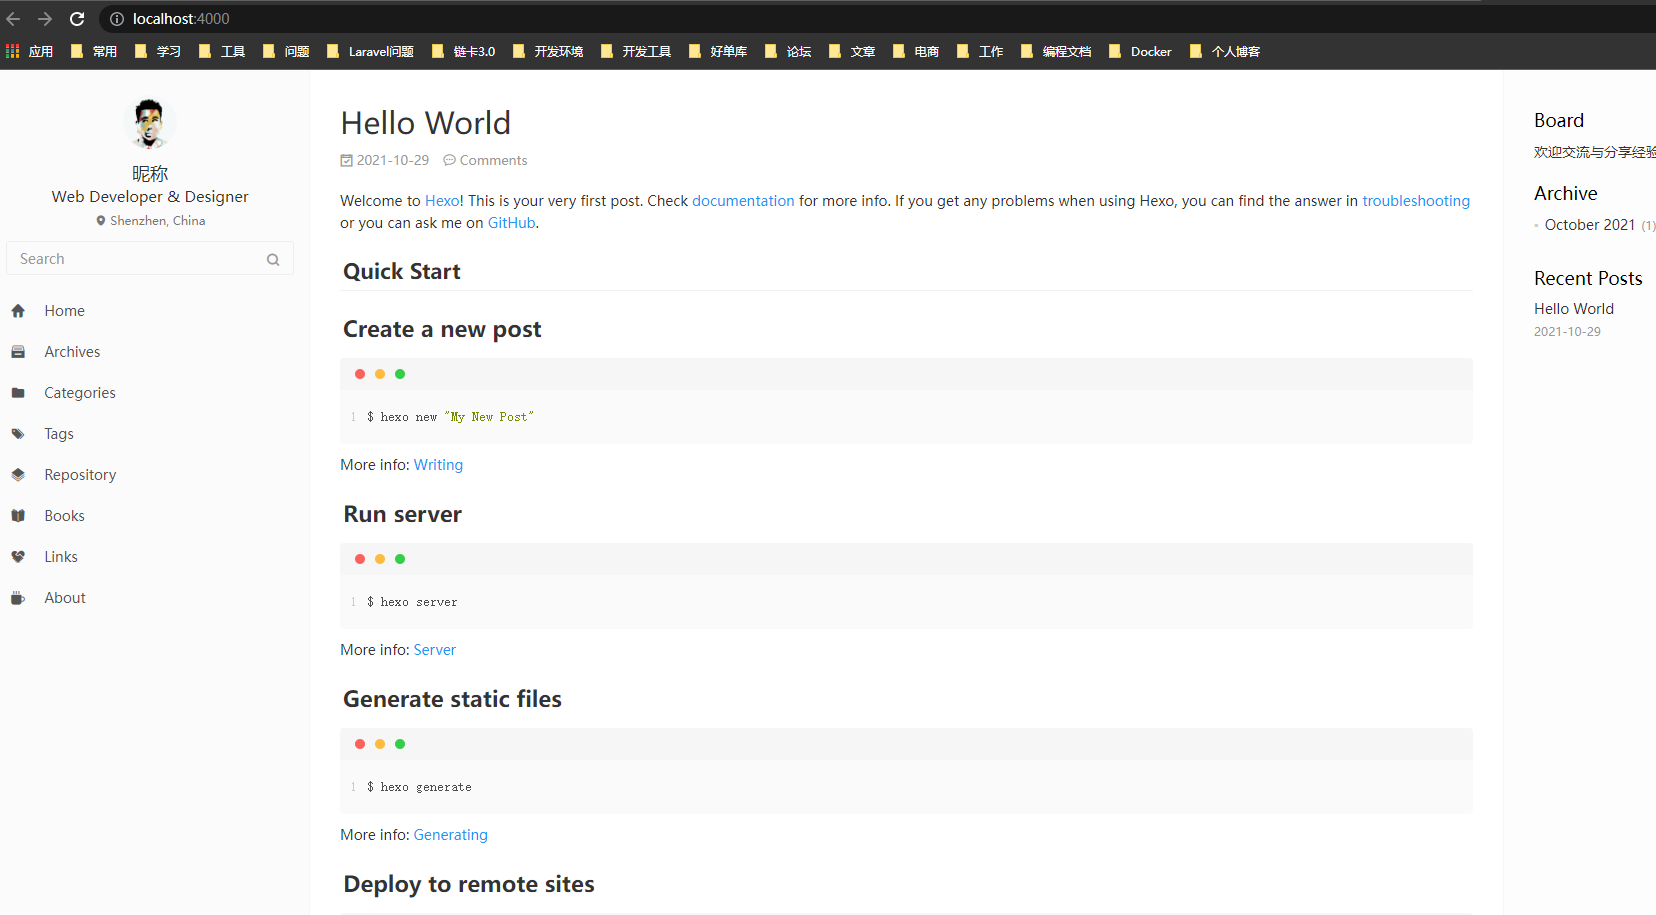 localhost:4000
应用 常用 学习 工具 问题 Laravel问题 链卡3.0 开发环境 开发工具 好单库 论坛 文章 电商 工作 编程文档 Docker 个人博客
昵称
Web Developer & Designer
Shenzhen, China
Search
Home
Archives
Categories
Tags
Repository
Books
Links
About
Hello World
2021-10-29 Comments
Welcome to Hexo! This is your very first post. Check documentation for more info. If you get any problems when using Hexo, you can find the answer in troubleshooting
or you can ask me on GitHub.
Quick Start
Create a new post
1 $ hexo new "My New Post"
More info: Writing
Run server
1 $ hexo server
More info: Server
Generate static files
1 $ hexo generate
More info: Generating
Deploy to remote sites
Board
欢迎交流与分享经验
Archive
October 2021 (1)
Recent Posts
Hello World
2021-10-29